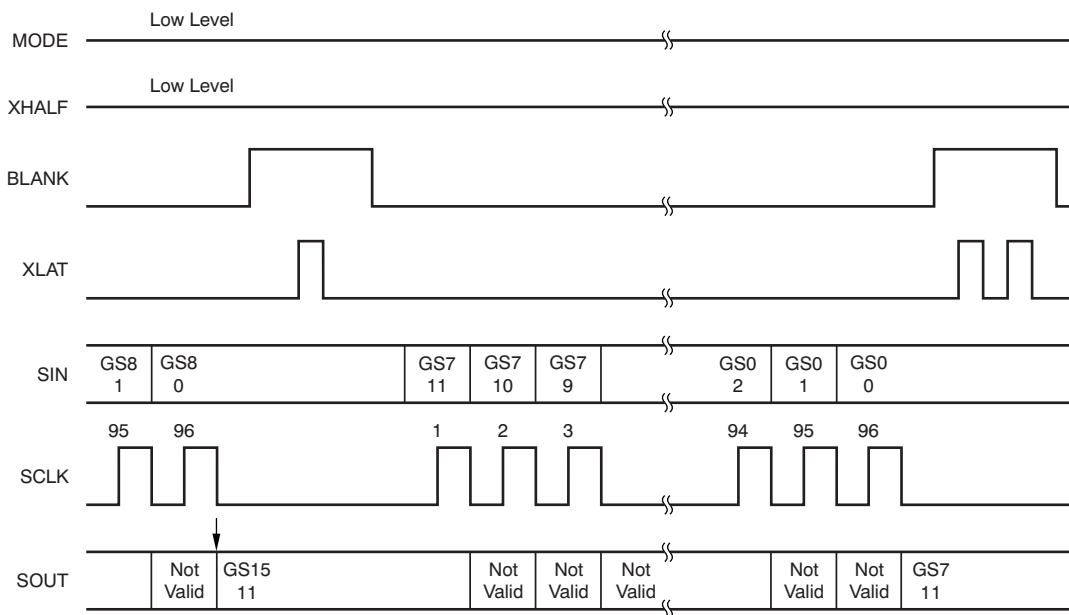 Low Level
MODE
Low Level
XHALF
BLANK
XLAT
SIN
GS8 GS8 GS7 GS7 GS7 GS0 GS0 GS0
1 0 11 10 9 2 1 0
95 96 1 2 3 94 95 96
SCLK
SOUT
Not GS15 Not Not Not Not Not GS7
Valid 11 Valid Valid Valid Valid Valid 11